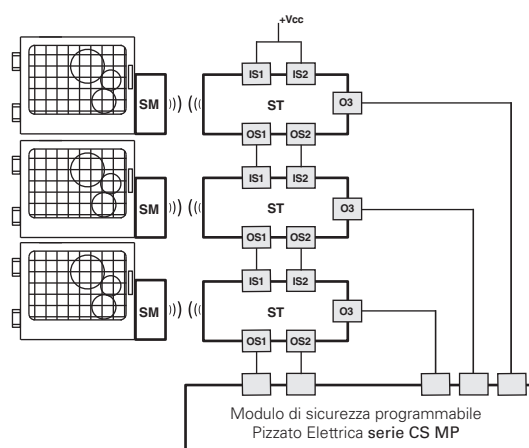 +Vcc
IS1 IS2
SM ST O3
OS1 OS2
IS1 IS2
SM ST O3
OS1 OS2
IS1 IS2
SM ST O3
OS1 OS2
Modulo di sicurezza programmabile
Pizzato Elettrica serie CS MP